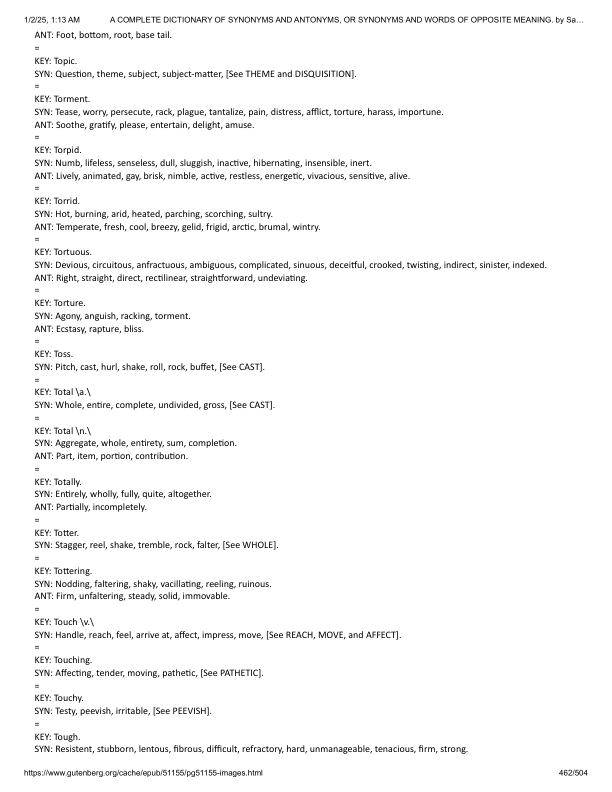 1/2/25, 1:13 AM A COMPLETE DICTIONARY OF SYNONYMS AND ANTONYMS, OR SYNONYMS AND WORDS OF OPPOSITE MEANING. by Sa…
ANT: Foot, bottom, root, base tail.
=
KEY: Topic.
SYN: Question, theme, subject, subject-matter, [See THEME and DISQUISITION].
=
KEY: Torment.
SYN: Tease, worry, persecute, rack, plague, tantalize, pain, distress, afflict, torture, harass, importune.
ANT: Soothe, gratify, please, entertain, delight, amuse.
=
KEY: Torpid.
SYN: Numb, lifeless, senseless, dull, sluggish, inactive, hibernating, insensible, inert.
ANT: Lively, animated, gay, brisk, nimble, active, restless, energetic, vivacious, sensitive, alive.
=
KEY: Torrid.
SYN: Hot, burning, arid, heated, parching, scorching, sultry.
ANT: Temperate, fresh, cool, breezy, gelid, frigid, arctic, brumal, wintry.
=
KEY: Tortuous.
SYN: Devious, circuitous, anfractuous, ambiguous, complicated, sinuous, deceitful, crooked, twisting, indirect, sinister, indexed.
ANT: Right, straight, direct, rectilinear, straightforward, undeviating.
=
KEY: Torture.
SYN: Agony, anguish, racking, torment.
ANT: Ecstasy, rapture, bliss.
=
KEY: Toss.
SYN: Pitch, cast, hurl, shake, roll, rock, buffet, [See CAST].
=
KEY: Total \a.\
SYN: Whole, entire, complete, undivided, gross, [See CAST].
=
KEY: Total \n.\
SYN: Aggregate, whole, entirety, sum, completion.
ANT: Part, item, portion, contribution.
=
KEY: Totally.
SYN: Entirely, wholly, fully, quite, altogether.
ANT: Partially, incompletely.
=
KEY: Totter.
SYN: Stagger, reel, shake, tremble, rock, falter, [See WHOLE].
=
KEY: Tottering.
SYN: Nodding, faltering, shaky, vacillating, reeling, ruinous.
ANT: Firm, unfaltering, steady, solid, immovable.
=
KEY: Touch \v.\
SYN: Handle, reach, feel, arrive at, affect, impress, move, [See REACH, MOVE, and AFFECT].
=
KEY: Touching.
SYN: Affecting, tender, moving, pathetic, [See PATHETIC].
=
KEY: Touchy.
SYN: Testy, peevish, irritable, [See PEEVISH].
=
KEY: Tough.
SYN: Resistent, stubborn, lentous, fibrous, difficult, refractory, hard, unmanageable, tenacious, firm, strong.
https://www.gutenberg.org/cache/epub/51155/pg51155-images.html 462/504